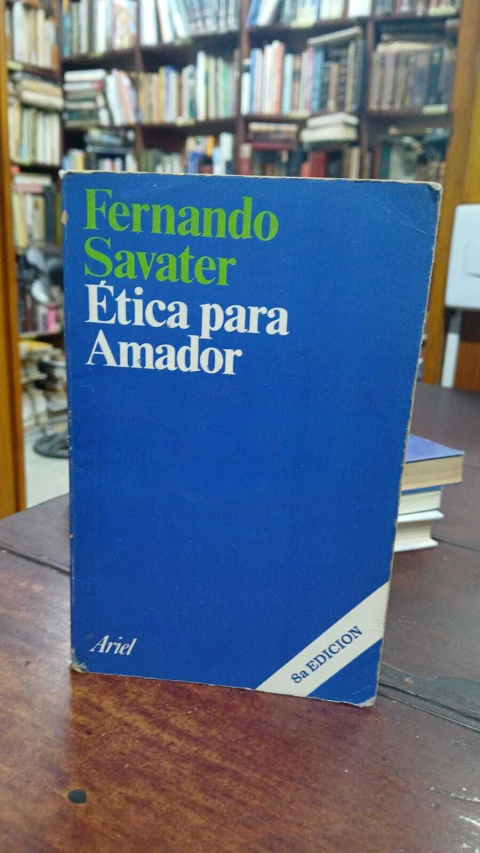 Fernando
Savater
Ética para
Amador
Ariel
8a EDICION